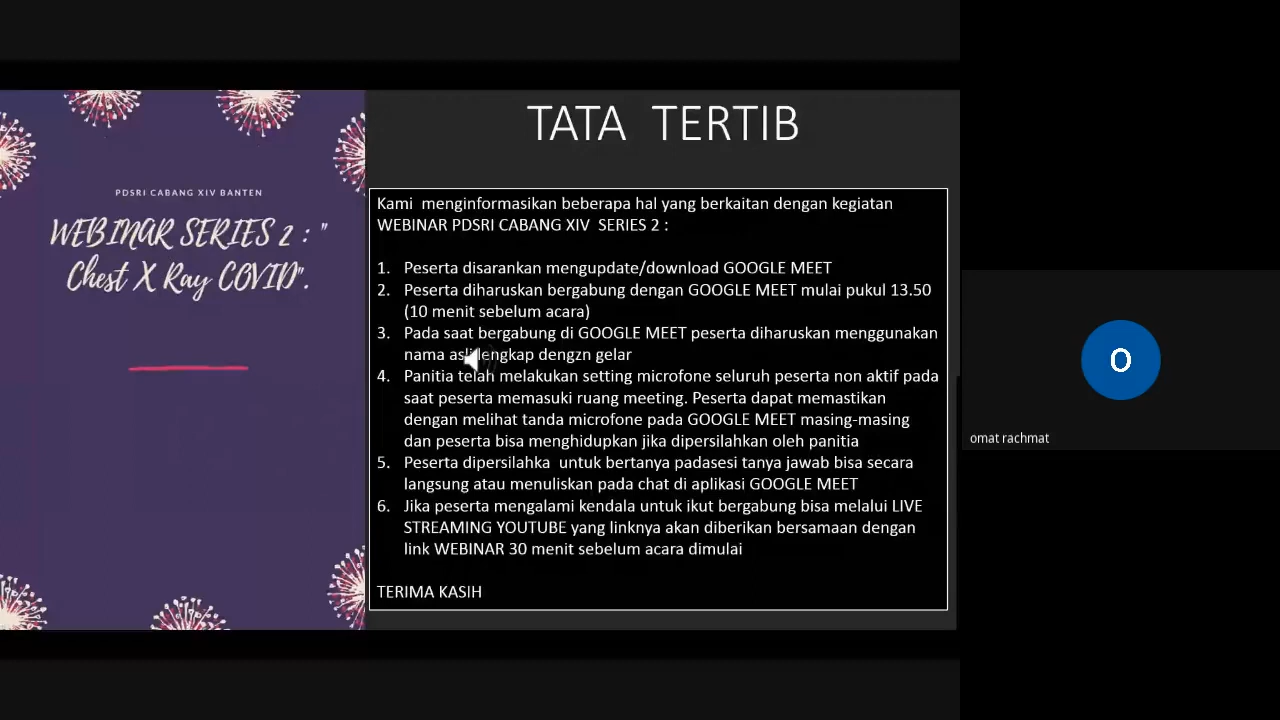 PDSRI CABANG XIV BANTEN
WEBINAR SERIES 2 : "
Chest X Ray COVID".
TATA TERTIB
Kami menginformasikan beberapa hal yang berkaitan dengan kegiatan
WEBINAR PDSRI CABANG XIV SERIES 2 :
1. Peserta disarankan mengupdate/download GOOGLE MEET
2. Peserta diharuskan bergabung dengan GOOGLE MEET mulai pukul 13.50
(10 menit sebelum acara)
3. Pada saat bergabung di GOOGLE MEET peserta diharuskan menggunakan
nama asli lengkap dengzn gelar
4. Panitia telah melakukan setting microfone seluruh peserta non aktif pada
saat peserta memasuki ruang meeting. Peserta dapat memastikan
dengan melihat tanda microfone pada GOOGLE MEET masing-masing
dan peserta bisa menghidupkan jika dipersilahkan oleh panitia
5. Peserta dipersilahka untuk bertanya padasesi tanya jawab bisa secara
langsung atau menuliskan pada chat di aplikasi GOOGLE MEET
6. Jika peserta mengalami kendala untuk ikut bergabung bisa melalui LIVE
STREAMING YOUTUBE yang linknya akan diberikan bersamaan dengan
link WEBINAR 30 menit sebelum acara dimulai
TERIMA KASIH
O
omat rachmat